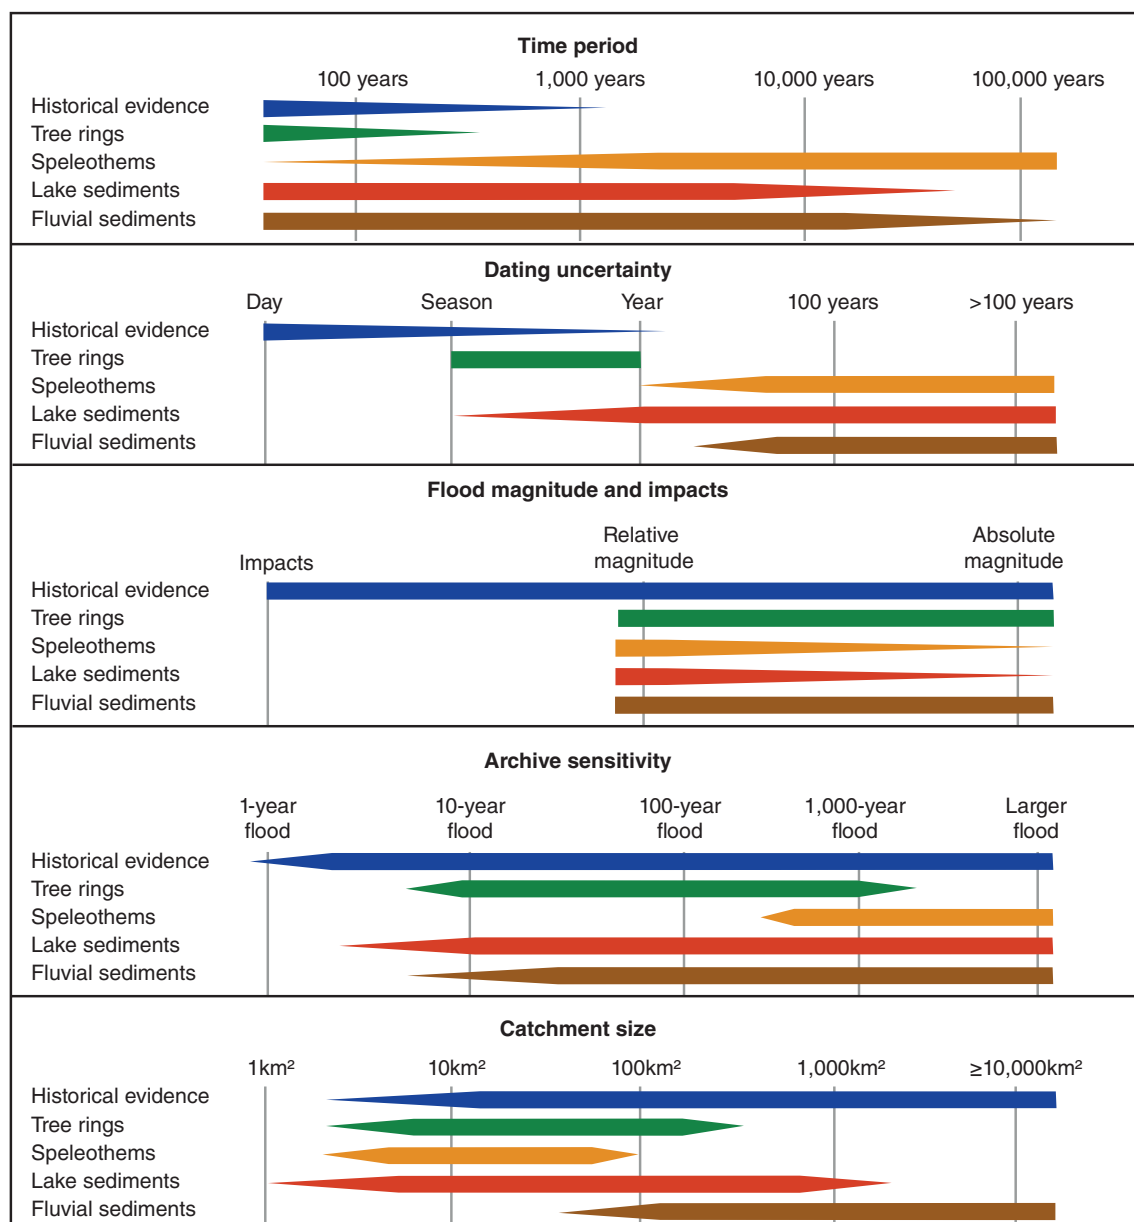 Time period
100 years 1,000 years 10,000 years 100,000 years
Historical evidence
Tree rings
Speleothems
Lake sediments
Fluvial sediments
Dating uncertainty
Day Season Year 100 years >100 years
Historical evidence
Tree rings
Speleothems
Lake sediments
Fluvial sediments
Flood magnitude and impacts
Impacts Relative magnitude Absolute magnitude
Historical evidence
Tree rings
Speleothems
Lake sediments
Fluvial sediments
Archive sensitivity
1-year flood 10-year flood 100-year flood 1,000-year flood Larger flood
Historical evidence
Tree rings
Speleothems
Lake sediments
Fluvial sediments
Catchment size
1km² 10km² 100km² 1,000km² ≥10,000km²
Historical evidence
Tree rings
Speleothems
Lake sediments
Fluvial sediments